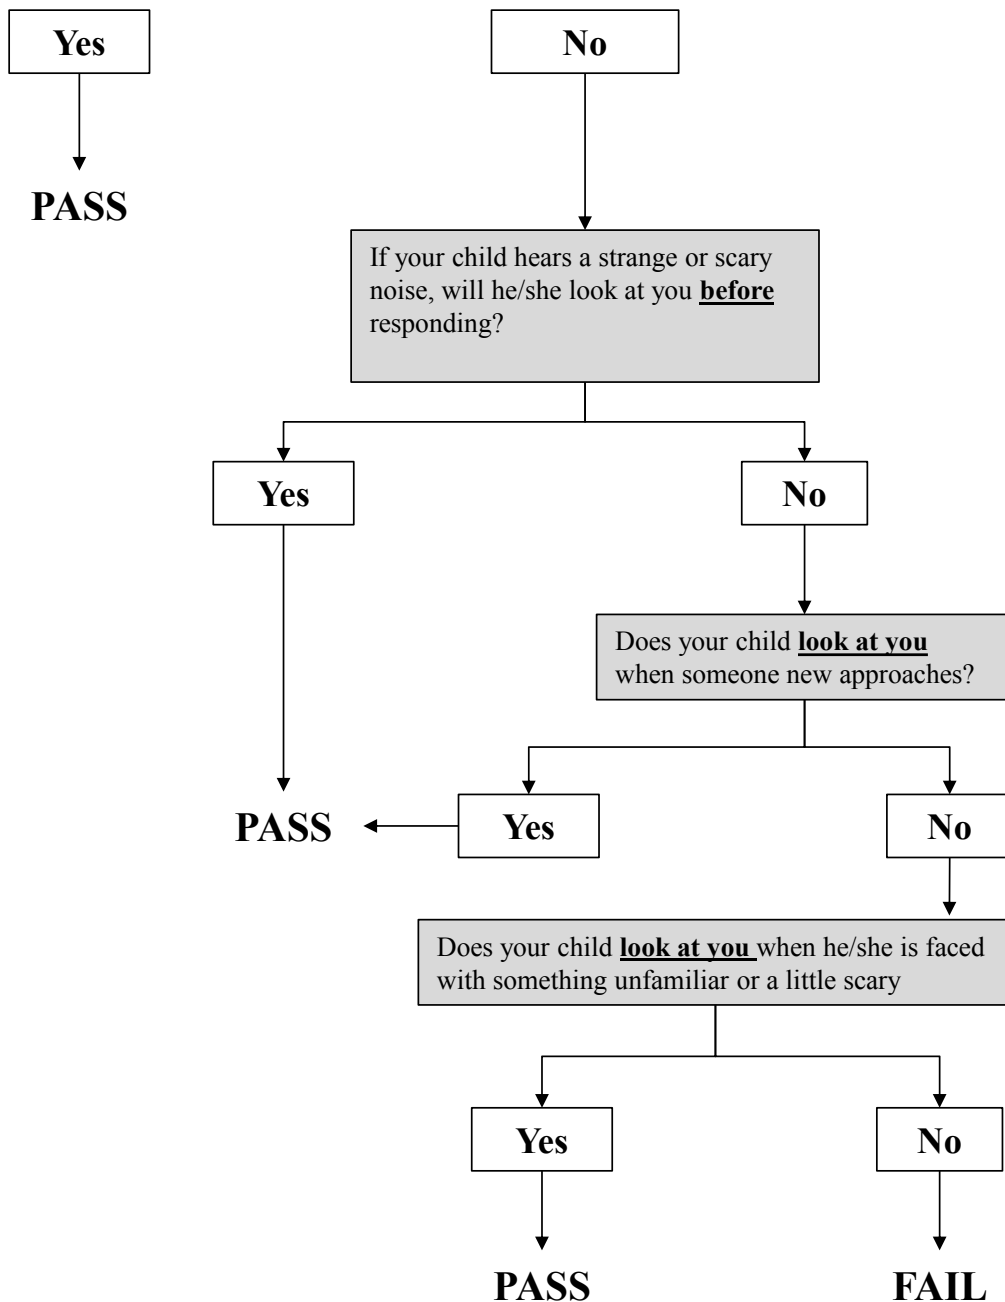 Yes
No
PASS
If your child hears a strange or scary
noise, will he/she look at you before
responding?
Yes
No
Does your child look at you
when someone new approaches?
PASS
Yes
No
Does your child look at you when he/she is faced
with something unfamiliar or a little scary
Yes
No
PASS
FAIL